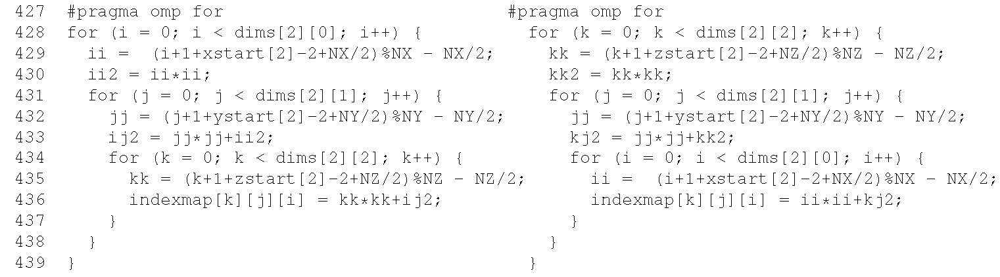 427 #pragma omp for #pragma omp for
428 for (i = 0; i < dims[2][0]; i++) { for (k = 0; k < dims[2][2]; k++) {
429 ii = (i+1+xstart[2]-2+NX/2)%NX - NX/2; kk = (k+1+zstart[2]-2+NZ/2)%NZ - NZ/2;
430 ii2 = ii*ii; kk2 = kk*kk;
431 for (j = 0; j < dims[2][1]; j++) { for (j = 0; j < dims[2][1]; j++) {
432 jj = (j+1+ystart[2]-2+NY/2)%NY - NY/2; jj = (j+1+ystart[2]-2+NY/2)%NY - NY/2;
433 ij2 = jj*jj+ii2; kj2 = jj*jj+kk2;
434 for (k = 0; k < dims[2][2]; k++) { for (i = 0; i < dims[2][0]; i++) {
435 kk = (k+1+zstart[2]-2+NZ/2)%NZ - NZ/2; ii = (i+1+xstart[2]-2+NX/2)%NX - NX/2;
436 indexmap[k][j][i] = kk*kk+ij2; indexmap[k][j][i] = ii*ii+kj2;
437 } }
438 } }
439 } }